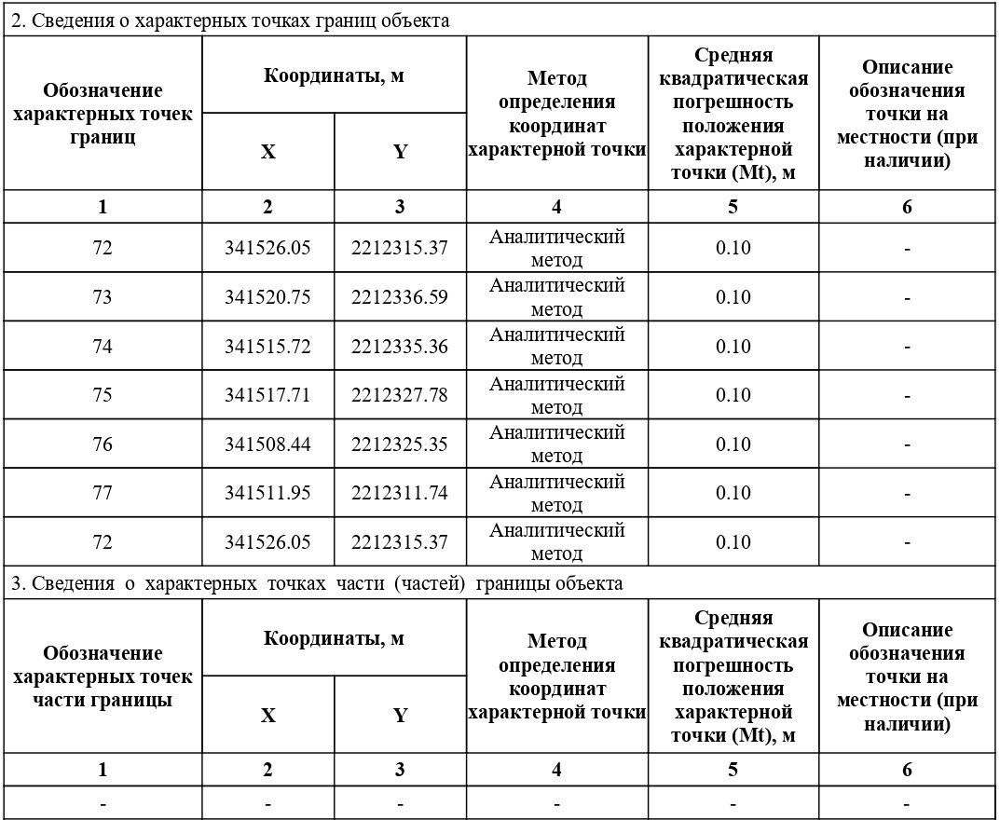 2. Сведения о характерных точках границ объекта
Обозначение
характерных точек
границ
Координаты, м
X
Y
Метод
определения
координат
характерной точки
Средняя
квадратическая
погрешность
положения
характерной
точки (Mt), м
Описание
обозначения
точки на
местности (при
наличии)
1 2 3 4 5 6
72 341526.05 2212315.37 Аналитический
метод 0.10 -
73 341520.75 2212336.59 Аналитический
метод 0.10 -
74 341515.72 2212335.36 Аналитический
метод 0.10 -
75 341517.71 2212327.78 Аналитический
метод 0.10 -
76 341508.44 2212325.35 Аналитический
метод 0.10 -
77 341511.95 2212311.74 Аналитический
метод 0.10 -
72 341526.05 2212315.37 Аналитический
метод 0.10 -
3. Сведения о характерных точках части (частей) границы объекта
Обозначение
характерных точек
части границы
Координаты, м
X
Y
Метод
определения
координат
характерной точки
Средняя
квадратическая
погрешность
положения
характерной
точки (Mt), м
Описание
обозначения
точки на
местности (при
наличии)
1 2 3 4 5 6
- - - - - -